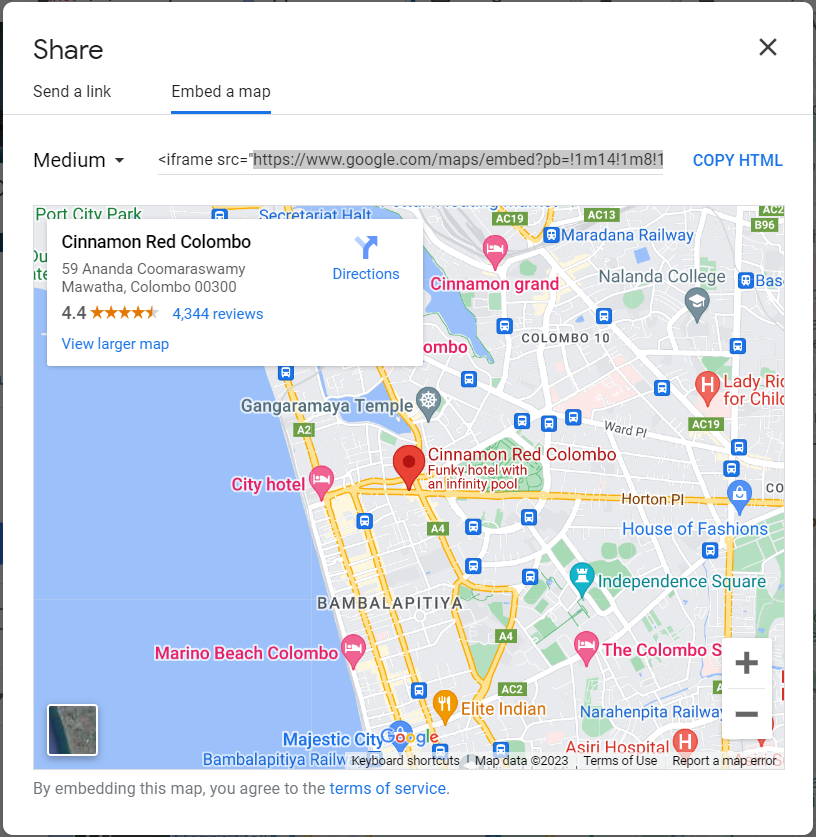 Share
Send a link
Embed a map
Medium
<iframe src="https://www.google.com/maps/embed?pb=!1m14!1m8!1
COPY HTML
Port City Park
Secretariat Halt
AC19
AC13
AC2
B96
Cinnamon Red Colombo
59 Ananda Coomaraswamy
Mawatha, Colombo 00300
4.4
4,344 reviews
View larger map
Directions
Maradana Railway
Cinnamon grand
Nalanda College
Bas
COLOMBO 10
ombo
Lady Ri
for Chil
Gangaramaya Temple
AC19
A2
Ward Pl
Cinnamon Red Colombo
Funky hotel with
an infinity pool
City hotel
CO
Horton Pl
A4
House of Fashions
Independence Square
BAMBALAPITIYA
A4
Marino Beach Colombo
The Colombo S
AC2
Elite Indian
Narahenpita Railway
Majestic City
Google
Asiri Hospital
Bambalapitiya Railw
Keyboard shortcuts
Map data ©2023
Terms of Use
Report a map error
By embedding this map, you agree to the terms of service.